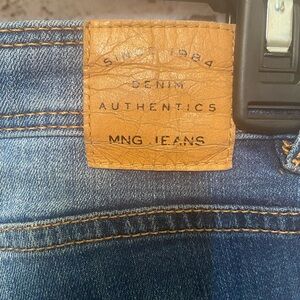 SINCE 1984
DENIM
AUTHENTICS
MNG JEANS